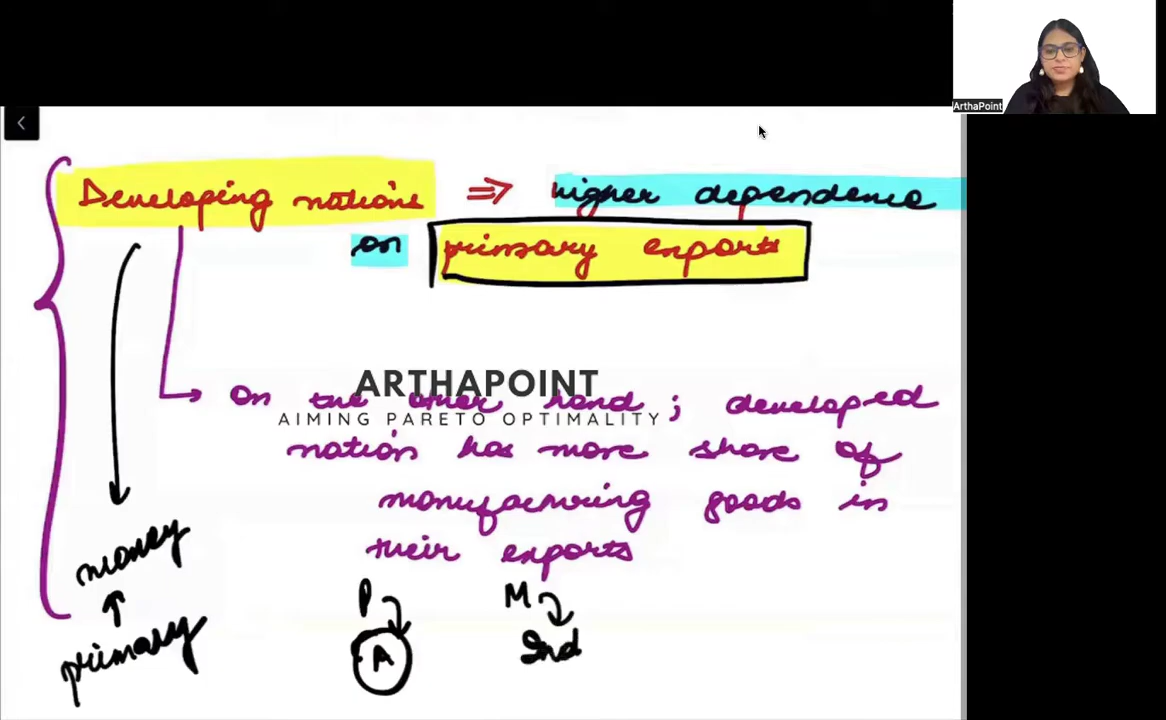 ArthaPoint
Developing nations ⇒ higher dependence
on primary exports
ARTHAPOINT
AIMING PARETO OPTIMALITY
On the other hand ; developed
nation has more share of
manufacturing goods in
their exports
money
↑
primary
P M
A Ind